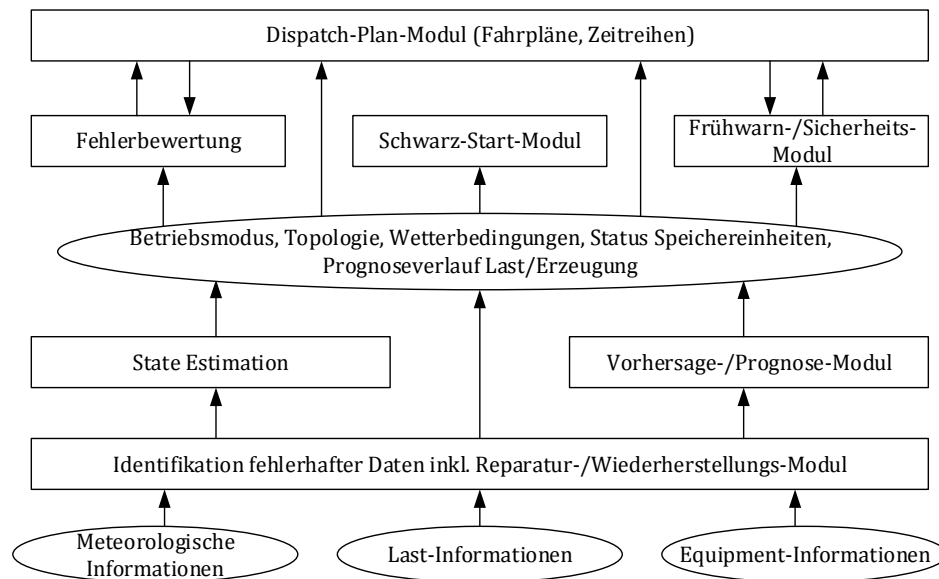 Dispatch-Plan-Modul (Fahrpläne, Zeitreihen)
Fehlerbewertung
Schwarz-Start-Modul
Frühwarn-/Sicherheits-
Modul
Betriebsmodus, Topologie, Wetterbedingungen, Status Speichereinheiten,
Prognoseverlauf Last/Erzeugung
State Estimation
Vorhersage-/Prognose-Modul
Identifikation fehlerhafter Daten inkl. Reparatur-/Wiederherstellungs-Modul
Meteorologische
Informationen
Last-Informationen
Equipment-Informationen